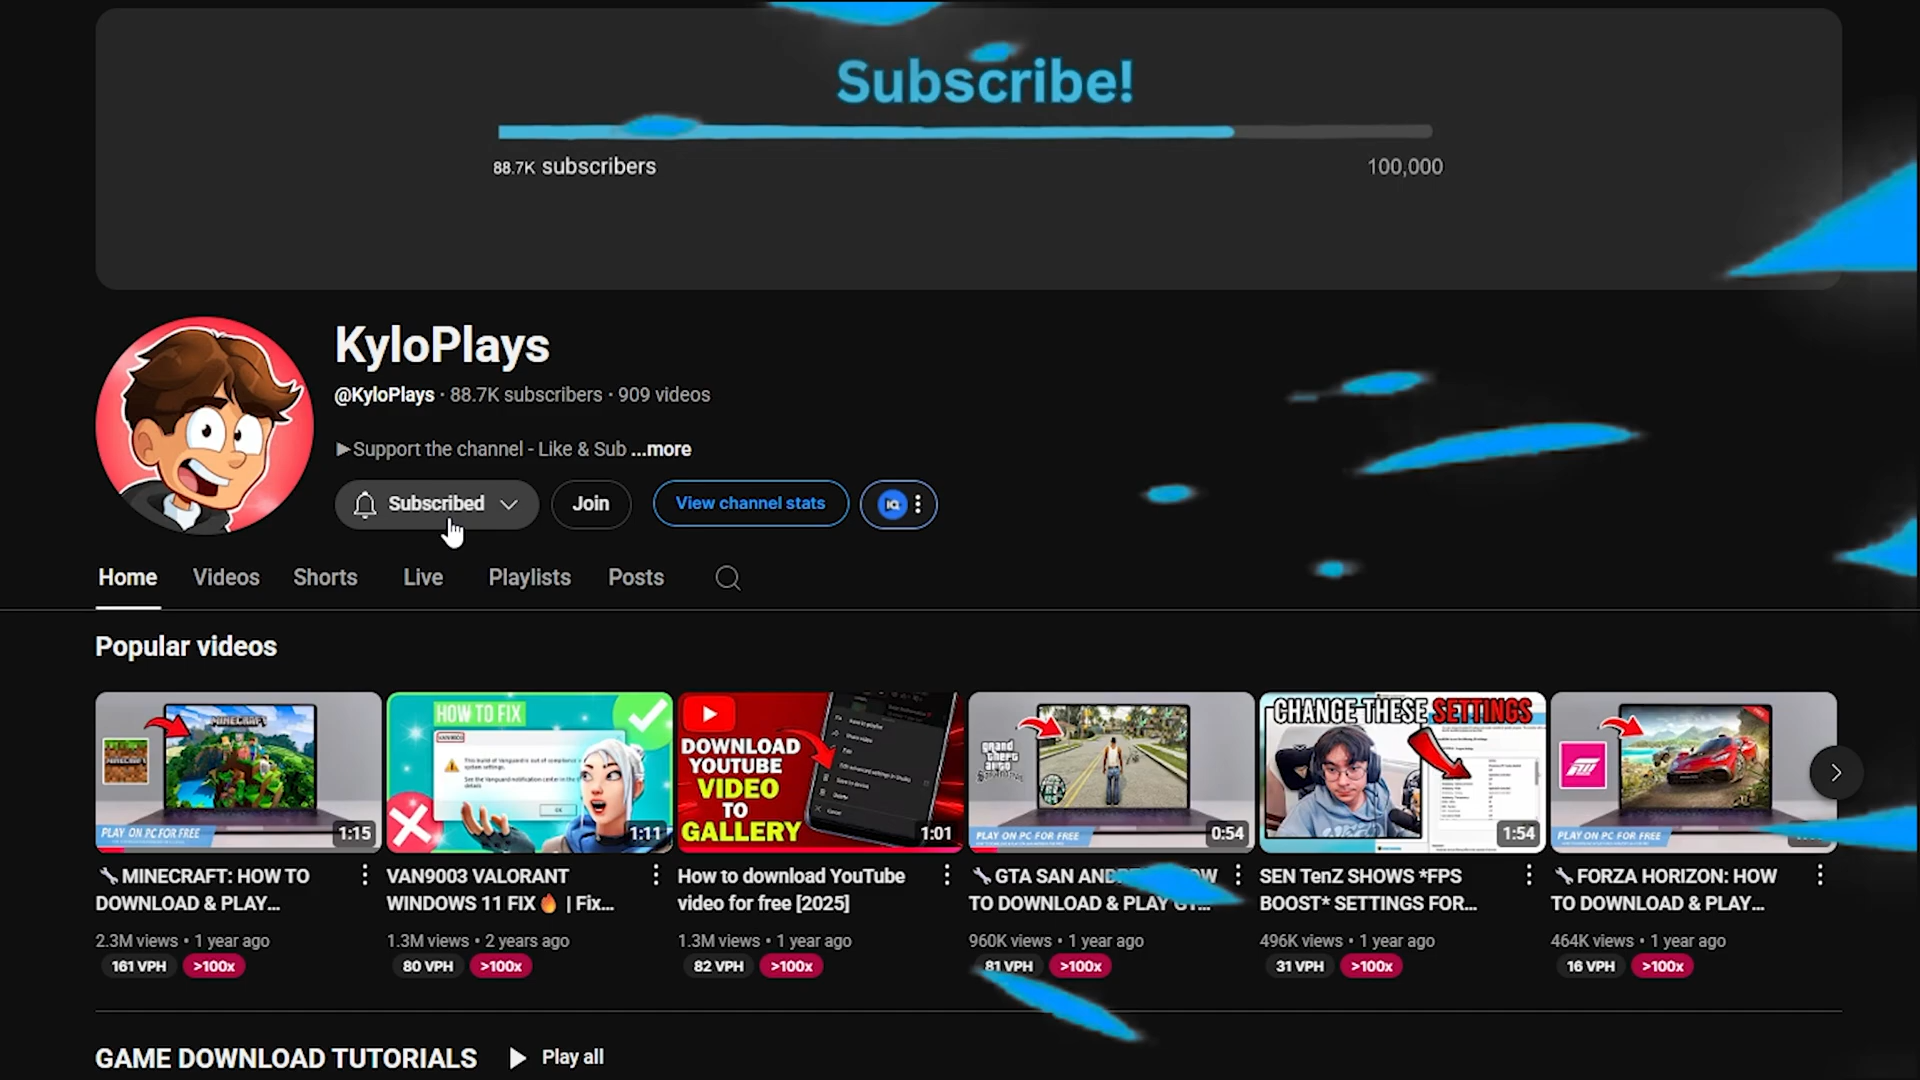 Subscribe!
88.7K subscribers
100,000
KyloPlays
@KyloPlays · 88.7K subscribers · 909 videos
▶Support the channel - Like & Sub ...more
Subscribed
Join
View channel stats
IQ
Home
Videos
Shorts
Live
Playlists
Posts
Popular videos
MINECRAFT
PLAY ON PC FOR FREE
1:15
HOW TO FIX
VAN9003
OK
1:11
DOWNLOAD
YOUTUBE
VIDEO
TO
GALLERY
1:01
grand
theft
auto
PLAY ON PC FOR FREE
0:54
CHANGE THESE SETTINGS
1:54
PLAY ON PC FOR FREE
🔧MINECRAFT: HOW TO
DOWNLOAD & PLAY...
2.3M views • 1 year ago
161 VPH
>100x
VAN9003 VALORANT
WINDOWS 11 FIX🔥 | Fix...
1.3M views • 2 years ago
80 VPH
>100x
How to download YouTube
video for free [2025]
1.3M views • 1 year ago
82 VPH
>100x
🔧GTA SAN
TO DOWNLOAD & PLAY
960K views • 1 year ago
81 VPH
>100x
SEN TenZ SHOWS *FPS
BOOST* SETTINGS FOR...
496K views • 1 year ago
31 VPH
>100x
🔧FORZA HORIZON: HOW
TO DOWNLOAD & PLAY...
464K views • 1 year ago
16 VPH
>100x
GAME DOWNLOAD TUTORIALS
Play all